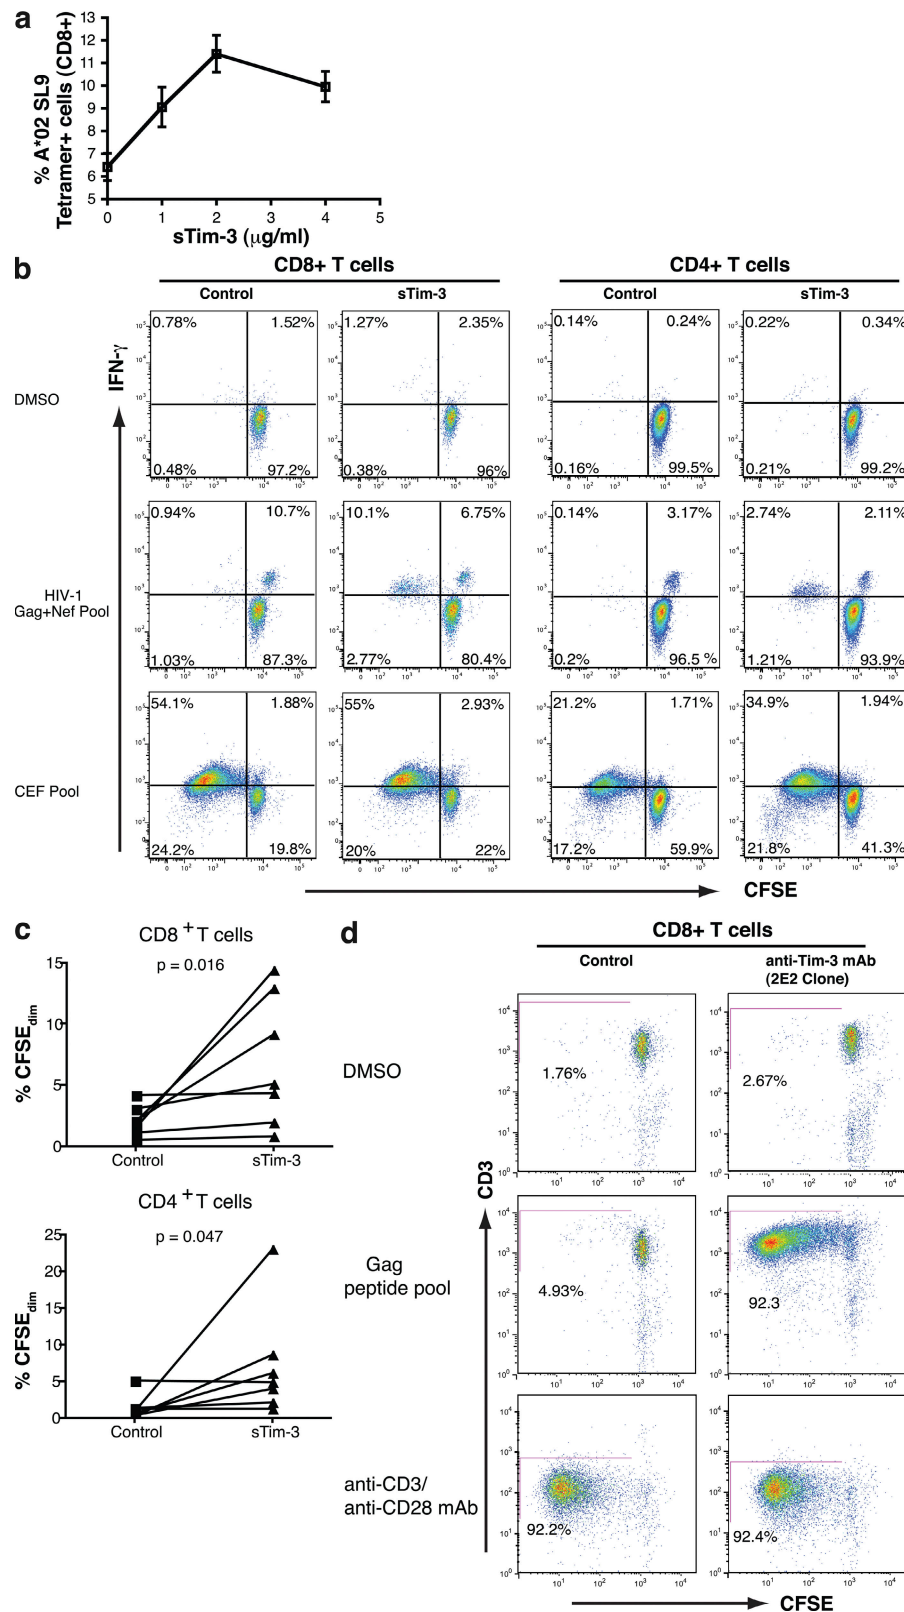 a
% A*02 SL9
Tetramer+ cells (CD8+)
13
12
11
10
9
8
7
6
5
0 1 2 3 4 5
sTim-3 (µg/ml)
b
CD8+ T cells CD4+ T cells
Control sTim-3 Control sTim-3
IFN-γ
DMSO
0.78% 1.52% 1.27% 2.35% 0.14% 0.24% 0.22% 0.34%
0.48% 97.2% 0.38% 96% 0.16% 99.5% 0.21% 99.2%
HIV-1
Gag+Nef Pool
0.94% 10.7% 10.1% 6.75% 0.14% 3.17% 2.74% 2.11%
1.03% 87.3% 2.77% 80.4% 0.2% 96.5 % 1.21% 93.9%
CEF Pool
54.1% 1.88% 55% 2.93% 21.2% 1.71% 34.9% 1.94%
24.2% 19.8% 20% 22% 17.2% 59.9% 21.8% 41.3%
CFSE
c
CD8 + T cells
p = 0.016
% CFSEdim
15
10
5
0
Control sTim-3
CD4 + T cells
p = 0.047
% CFSEdim
25
20
15
10
5
0
Control sTim-3
d
CD8+ T cells
Control anti-Tim-3 mAb
(2E2 Clone)
CD3
DMSO
1.76% 2.67%
Gag
peptide pool
4.93% 92.3
anti-CD3/
anti-CD28 mAb
92.2% 92.4%
CFSE